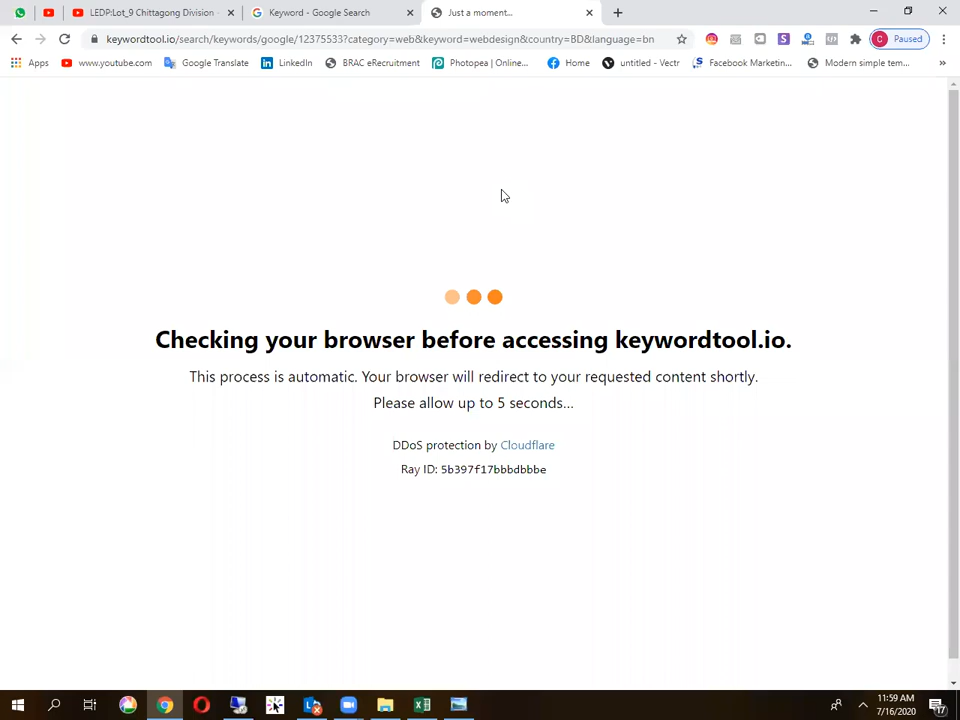 LEDP:Lot_9 Chittagong Division
Keyword - Google Search
Just a moment...
keywordtool.io/search/keywords/google/12375533?category=web&keyword=webdesign&country=BD&language=bn
Paused
Apps
www.youtube.com
Google Translate
LinkedIn
BRAC eRecruitment
Photopea | Online...
Home
untitled - Vectr
Facebook Marketin...
Modern simple tem...
Checking your browser before accessing keywordtool.io.
This process is automatic. Your browser will redirect to your requested content shortly.
Please allow up to 5 seconds...
DDoS protection by Cloudflare
Ray ID: 5b397f17bbbdbbbe
11:59 AM
7/16/2020
17